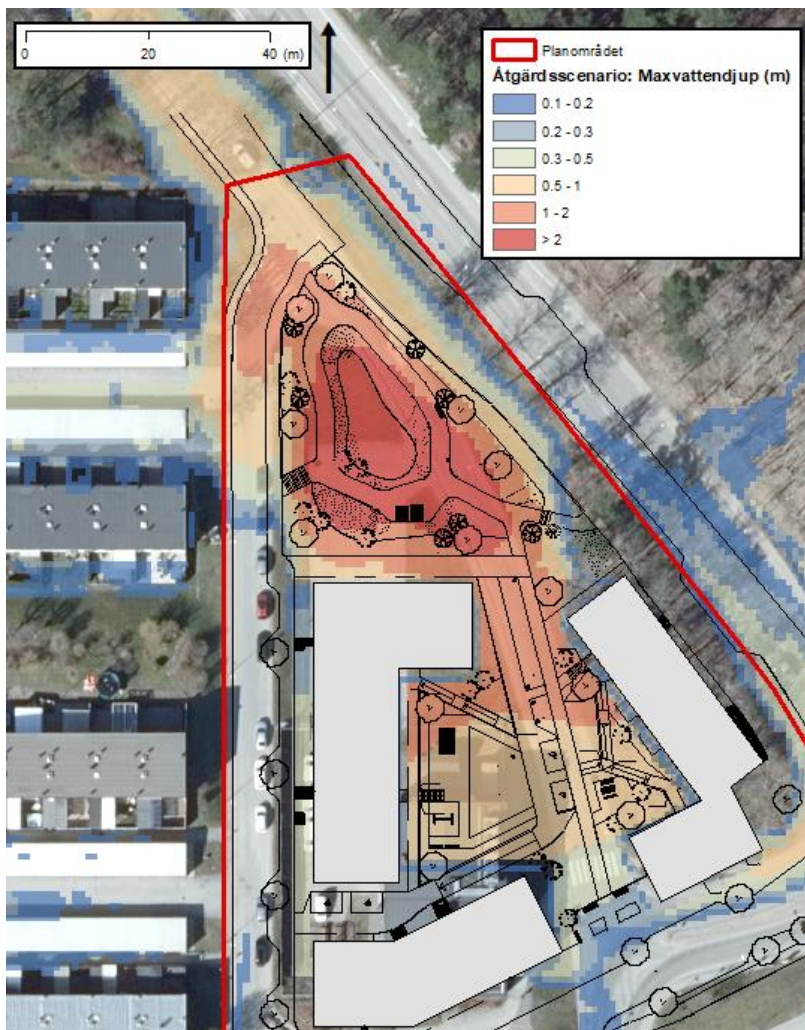 0 20 40 (m)
Planområdet
Åtgärdsscenario: Maxvattendjup (m)
0.1 - 0.2
0.2 - 0.3
0.3 - 0.5
0.5 - 1
1 - 2
> 2